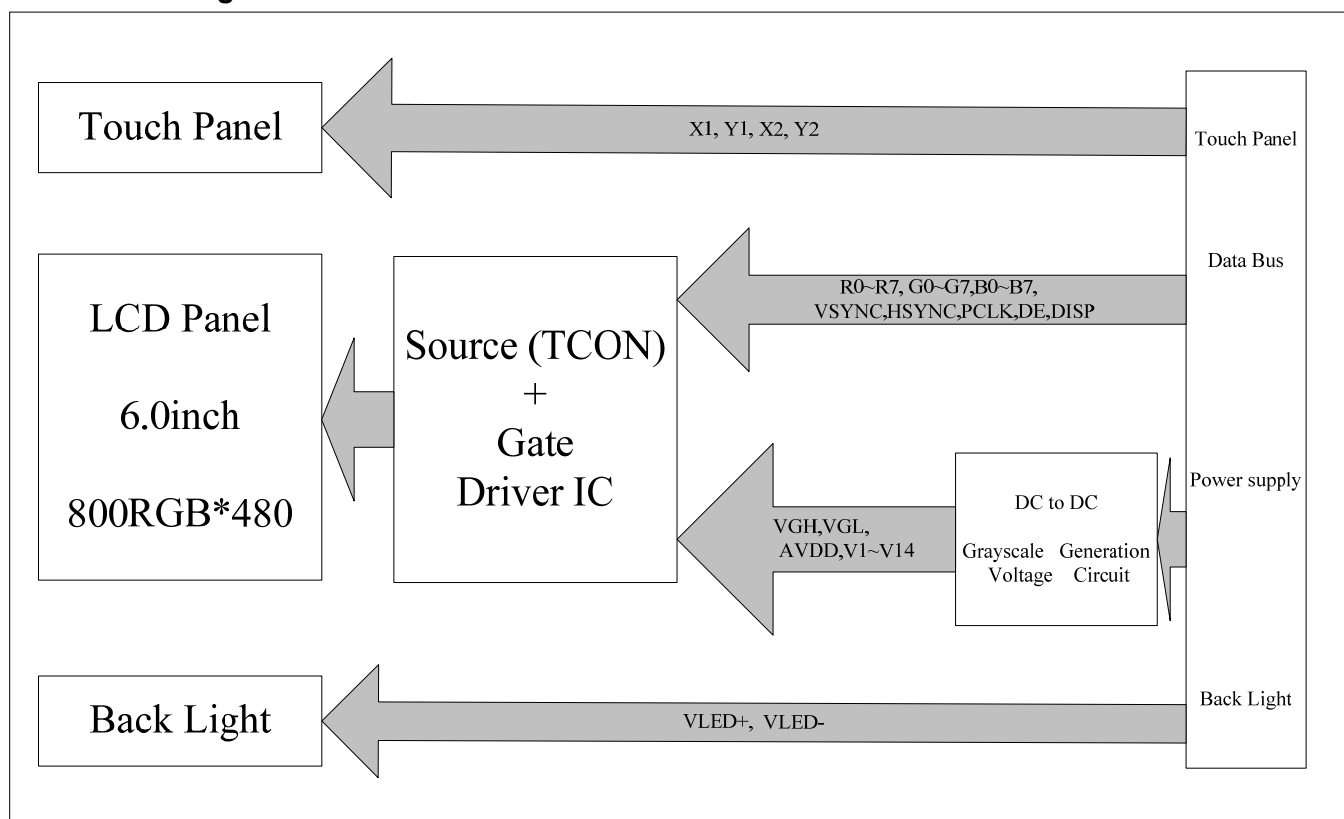 Touch Panel
X1, Y1, X2, Y2
Touch Panel
LCD Panel
6.0inch
800RGB*480
Source (TCON)
+
Gate
Driver IC
R0~R7, G0~G7,B0~B7,
VSYNC,HSYNC,PCLK,DE,DISP
Data Bus
VGH,VGL,
AVDD,V1~V14
DC to DC
Grayscale Generation
Voltage Circuit
Power supply
Back Light
VLED+, VLED-
Back Light